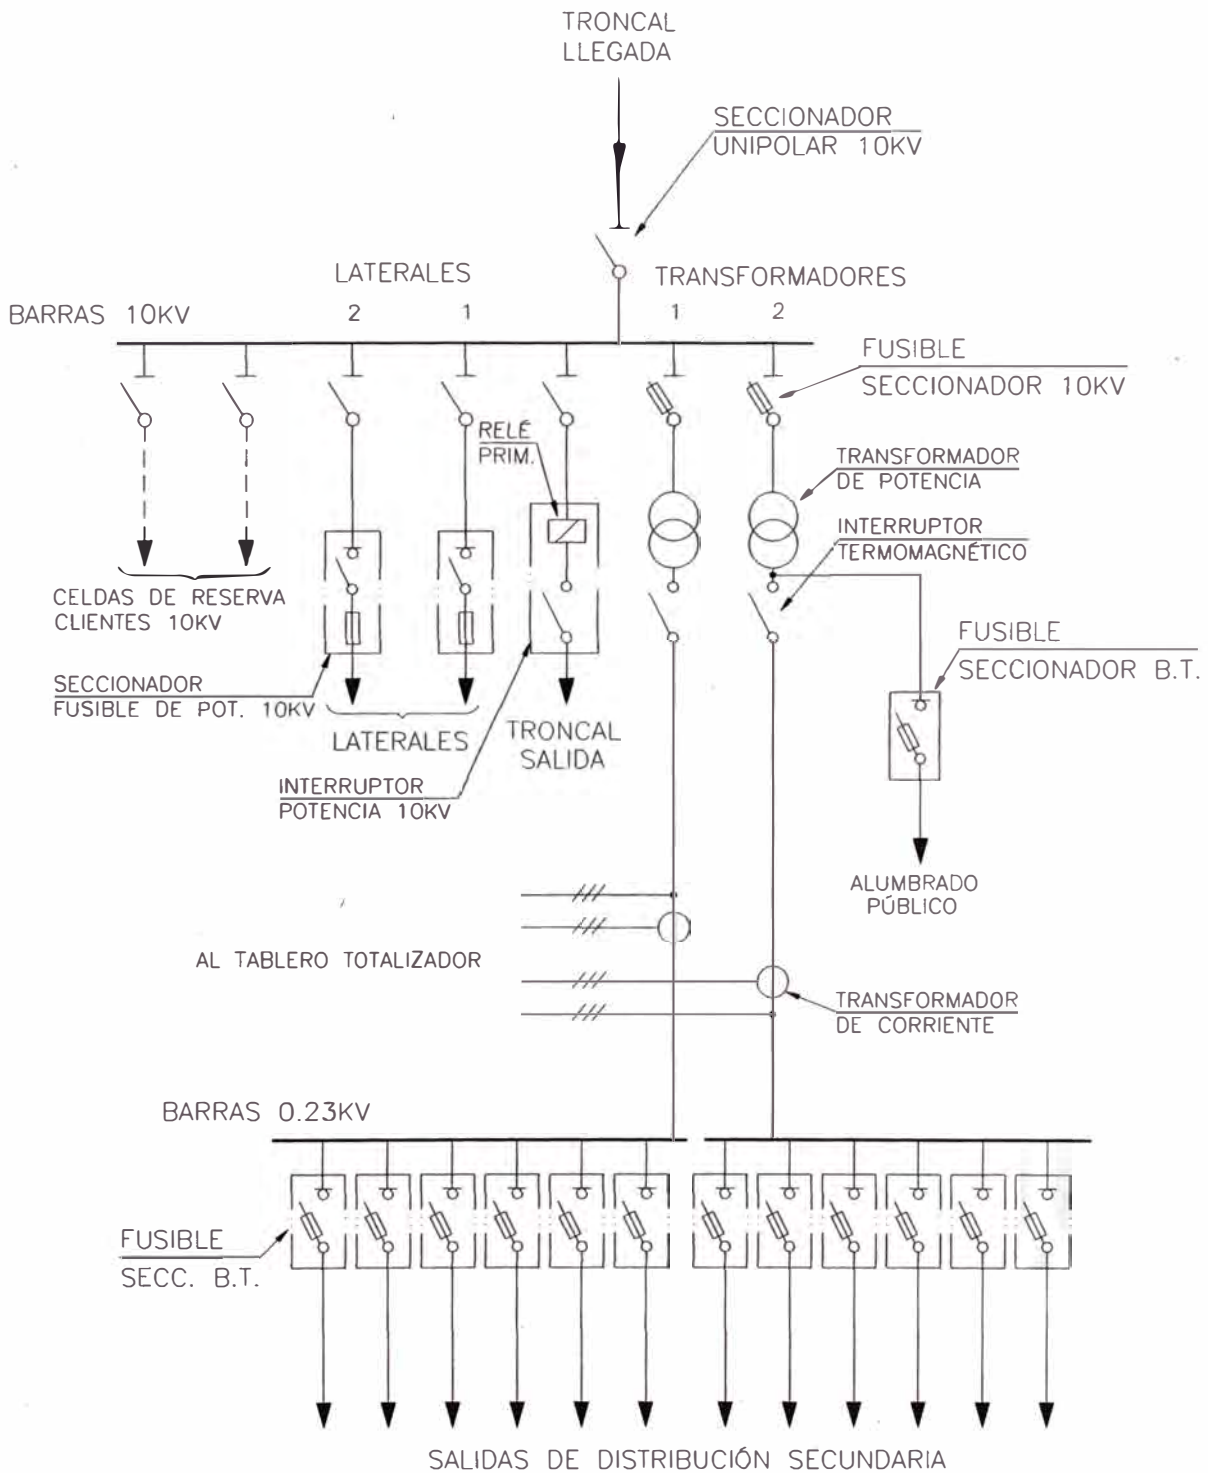 TRONCAL
LLEGADA
SECCIONADOR
UNIPOLAR 10KV
LATERALES
TRANSFORMADORES
BARRAS 10KV
2
1
1
2
FUSIBLE
SECCIONADOR 10KV
RELÉ
PRIM.
TRANSFORMADOR
DE POTENCIA
INTERRUPTOR
TERMOMAGNÉTICO
CELDAS DE RESERVA
CLIENTES 10KV
FUSIBLE
SECCIONADOR B.T.
SECCIONADOR
FUSIBLE DE POT. 10KV
LATERALES
TRONCAL
SALIDA
INTERRUPTOR
POTENCIA 10KV
ALUMBRADO
PÚBLICO
AL TABLERO TOTALIZADOR
TRANSFORMADOR
DE CORRIENTE
BARRAS 0.23KV
FUSIBLE
SECC. B.T.
SALIDAS DE DISTRIBUCIÓN SECUNDARIA